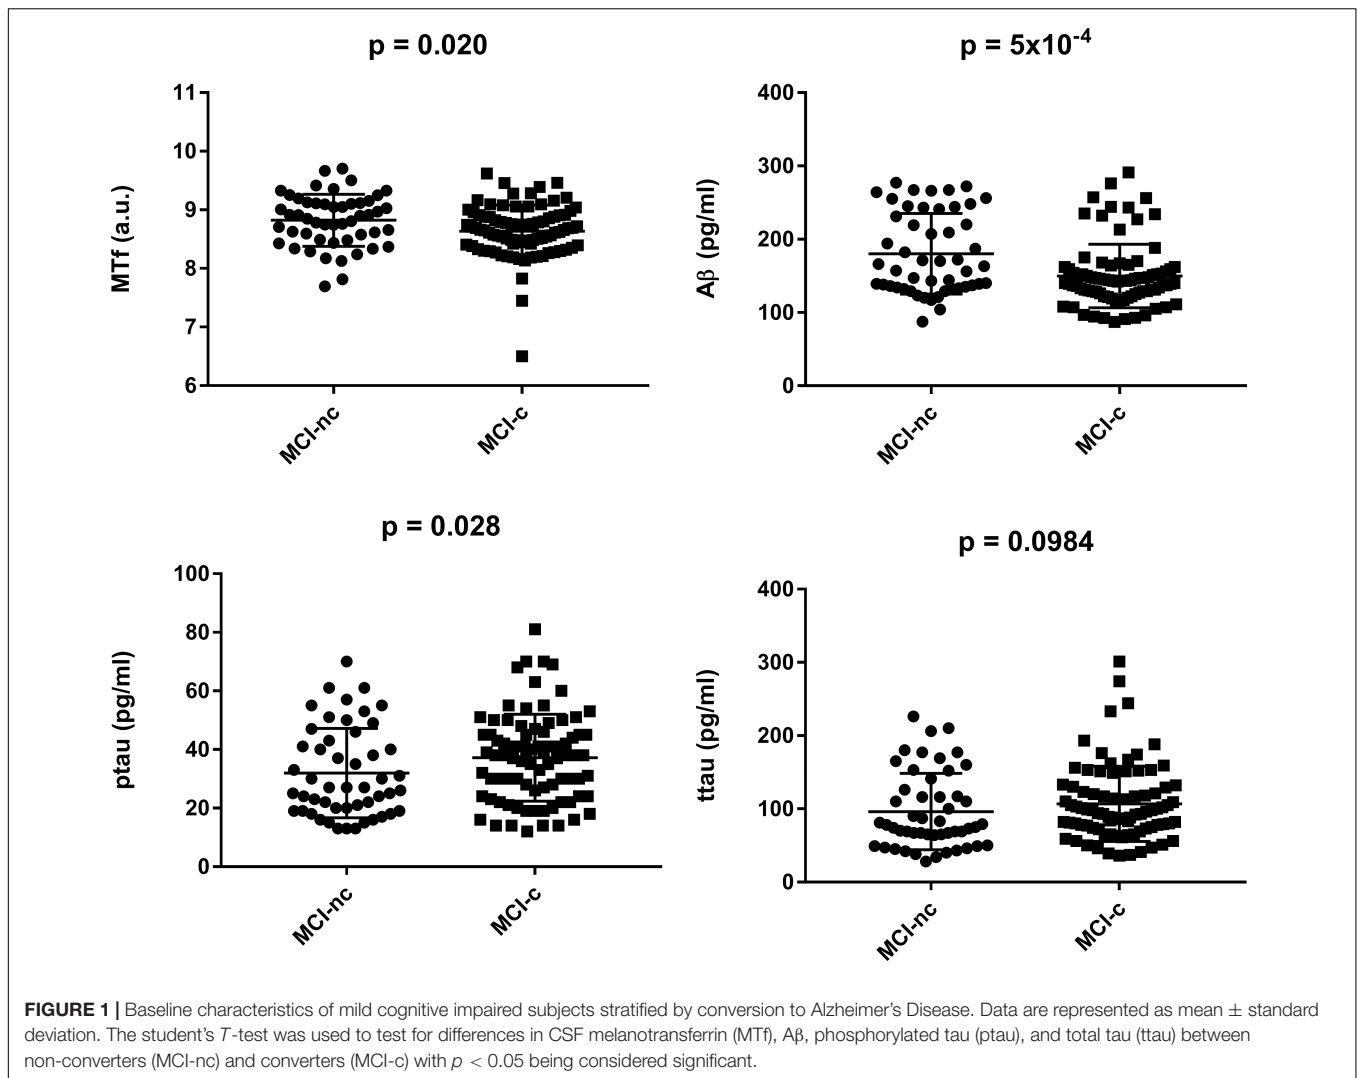 p = 0.020
11
10
9
8
7
6
MTf (a.u.)
MCI-nc
MCI-c
p = 5x10-4
400
300
200
100
0
Aβ (pg/ml)
MCI-nc
MCI-c
p = 0.028
100
80
60
40
20
0
ptau (pg/ml)
MCI-nc
MCI-c
p = 0.0984
400
300
200
100
0
ttau (pg/ml)
MCI-nc
MCI-c
FIGURE 1 | Baseline characteristics of mild cognitive impaired subjects stratified by conversion to Alzheimer's Disease. Data are represented as mean ± standard
deviation. The student's T-test was used to test for differences in CSF melanotransferrin (MTf), Aβ, phosphorylated tau (ptau), and total tau (ttau) between
non-converters (MCI-nc) and converters (MCI-c) with p < 0.05 being considered significant.